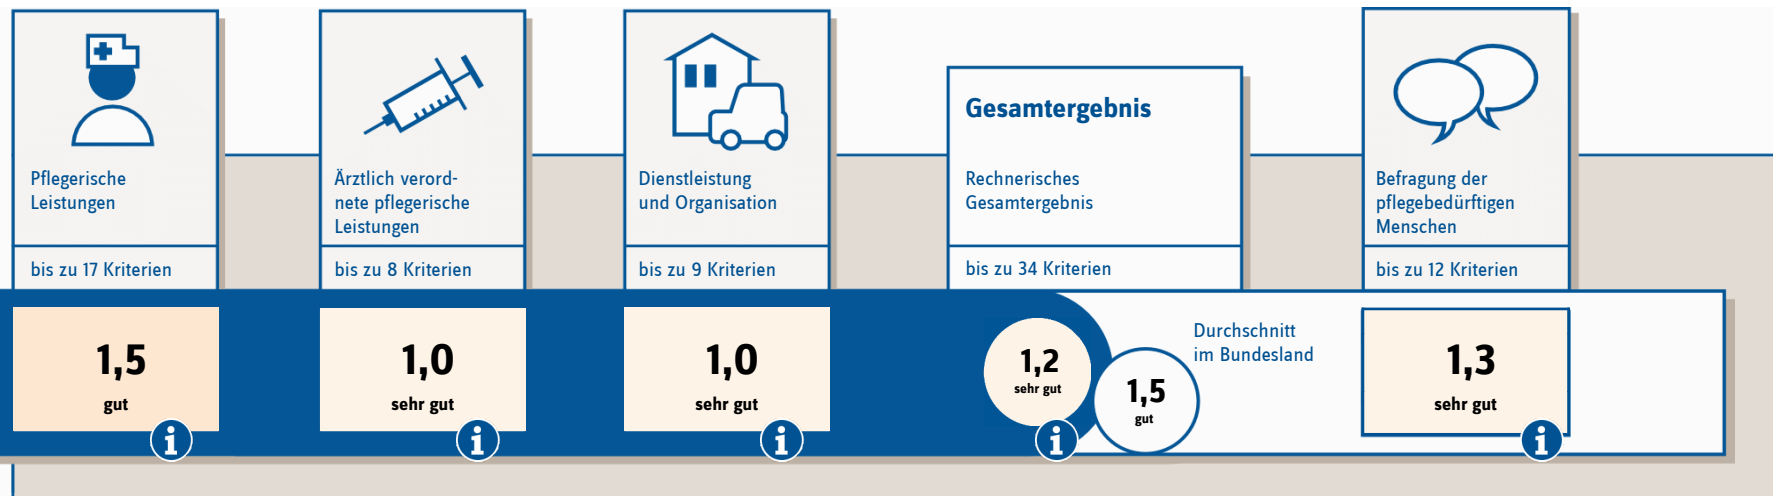 Pflegerische
Leistungen
bis zu 17 Kriterien
1,5
gut
i
Ärztlich verord-
nete pflegerische
Leistungen
bis zu 8 Kriterien
1,0
sehr gut
i
Dienstleistung
und Organisation
bis zu 9 Kriterien
1,0
sehr gut
i
Gesamtergebnis
Rechnerisches
Gesamtergebnis
bis zu 34 Kriterien
1,2
sehr gut
i
1,5
gut
Durchschnitt
im Bundesland
Befragung der
pflegebedürftigen
Menschen
bis zu 12 Kriterien
1,3
sehr gut
i